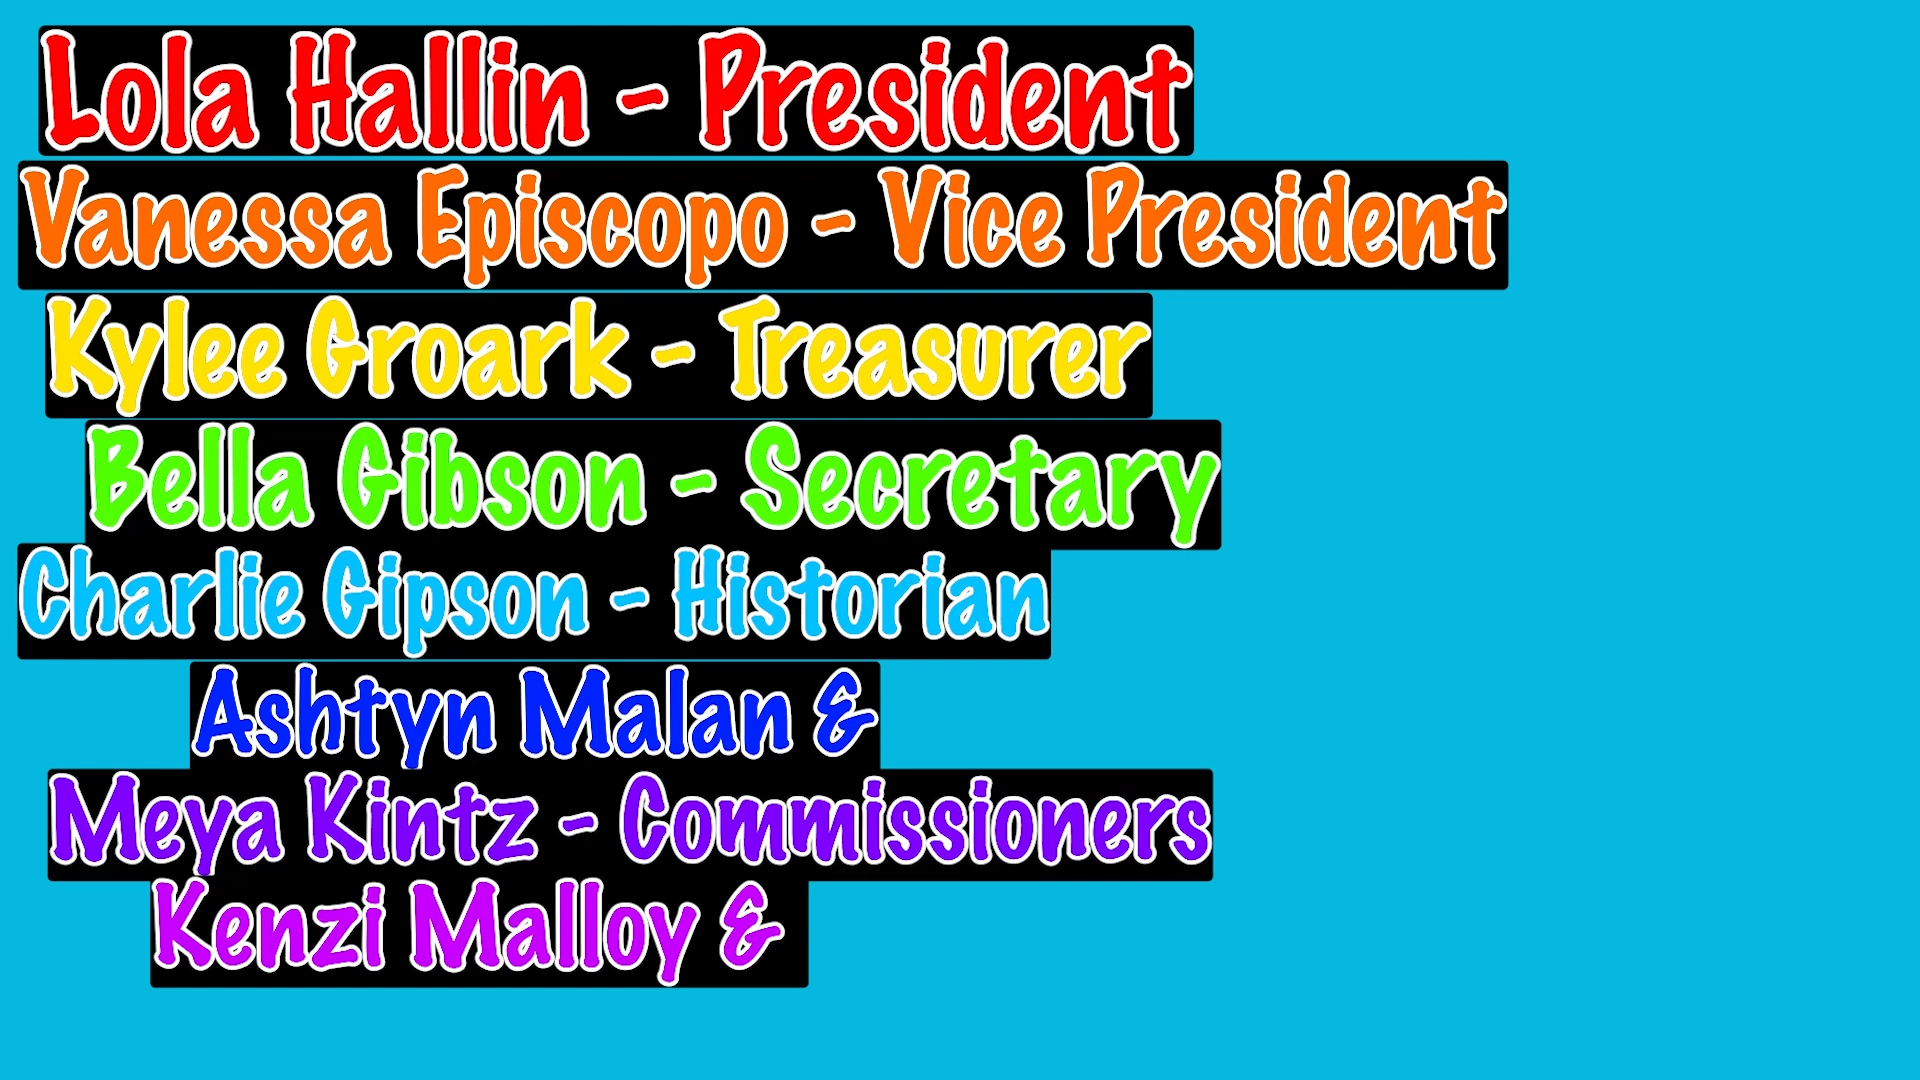 Lola Hallin - President
Vanessa Episcopo - Vice President
Kylee Groark - Treasurer
Bella Gibson - Secretary
Charlie Gipson - Historian
Ashtyn Malan &
Meya Kintz - Commissioners
Kenzi Malloy &